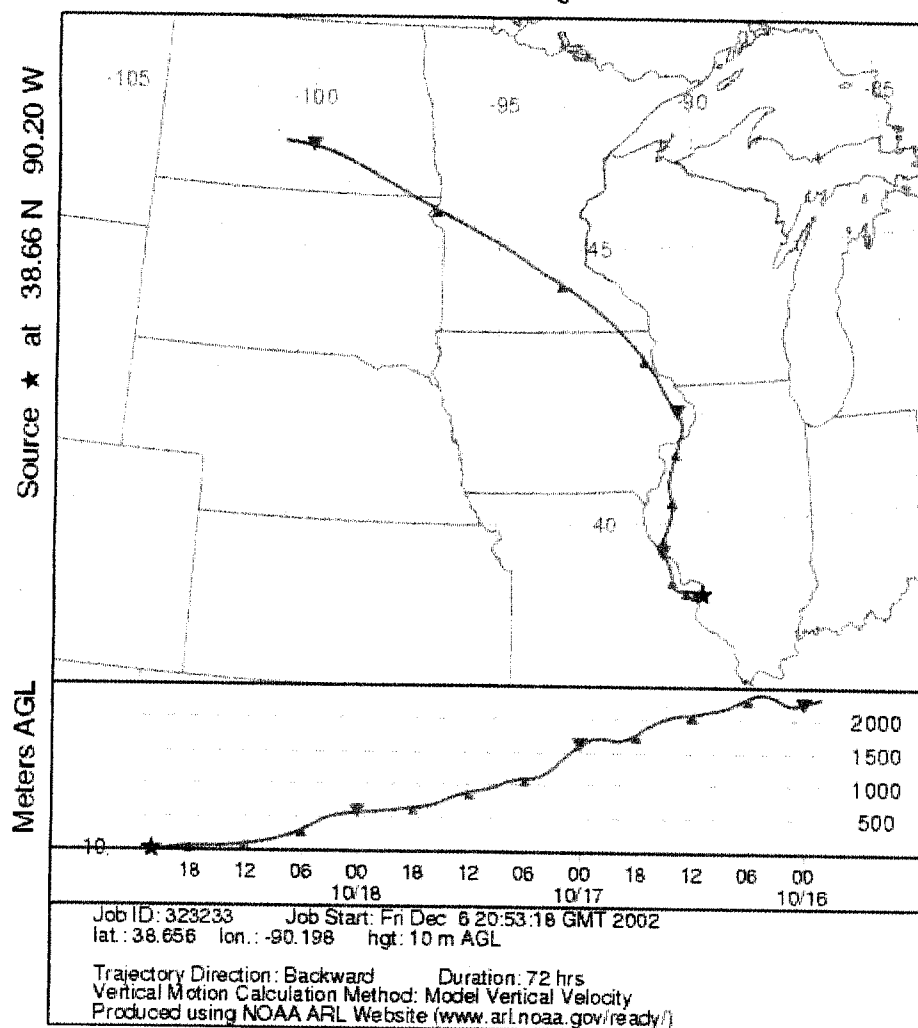 Source ★ at 38.66 N 90.20 W
-105
-100
-95
-90
-85
45
40
Meters AGL
2000
1500
1000
500
10
18 12 06 00 18 12 06 00 18 12 06 00
10/18 10/17 10/16
Job ID: 323233 Job Start: Fri Dec 6 20:53:18 GMT 2002
lat.: 38.656 lon.: -90.198 hgt: 10 m AGL
Trajectory Direction: Backward Duration: 72 hrs
Vertical Motion Calculation Method: Model Vertical Velocity
Produced using NOAA ARL Website (www.arl.noaa.gov/ready/)